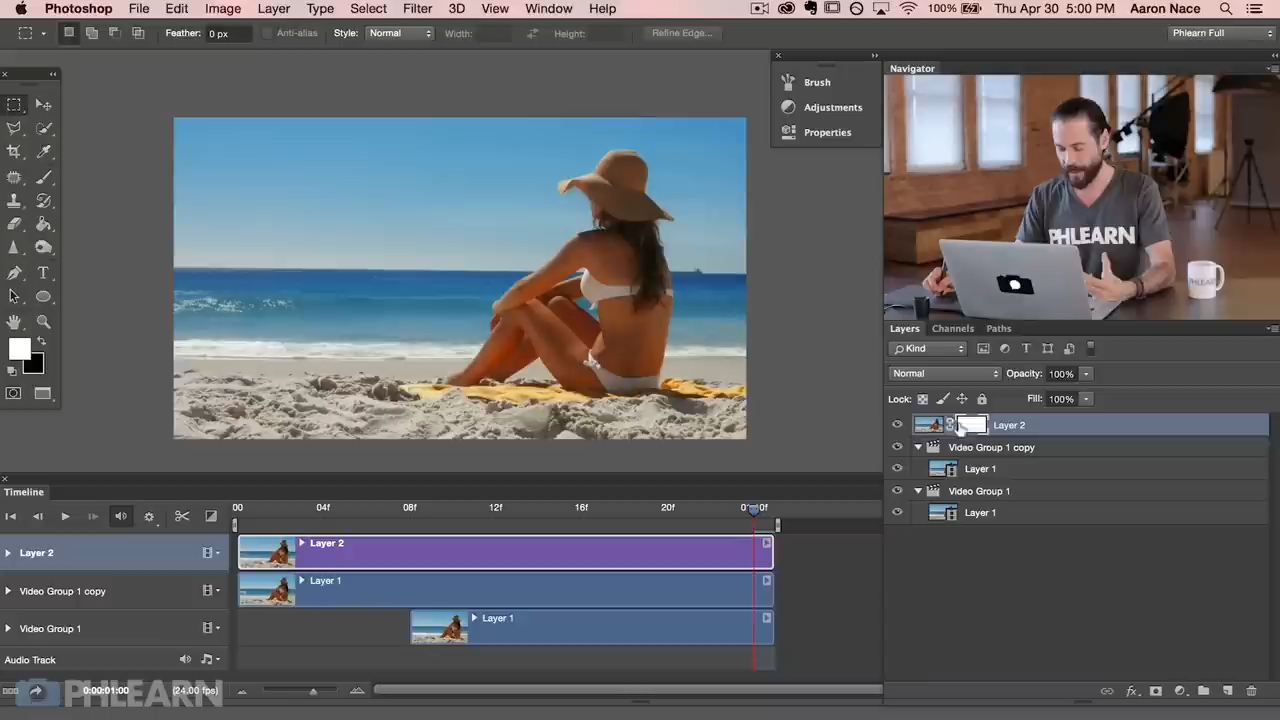 Photoshop File Edit Image Layer Type Select Filter 3D View Window Help 100% Thu Apr 30 5:00 PM Aaron Nace
Feather: 0 px Anti-alias Style: Normal Width: Height: Refine Edge... Phlearn Full
Navigator
Brush
Adjustments
Properties
PHLEARN
PHLEARN
Layers Channels Paths
Kind
Normal Opacity: 100%
Lock: Fill: 100%
Layer 2
Video Group 1 copy
Layer 1
Video Group 1
Layer 1
Timeline
00 04f 08f 12f 16f 20f
Layer 2 Layer 2
Video Group 1 copy Layer 1
Video Group 1 Layer 1
Audio Track
0:00:01:00 (24.00 fps)
PHLEARN